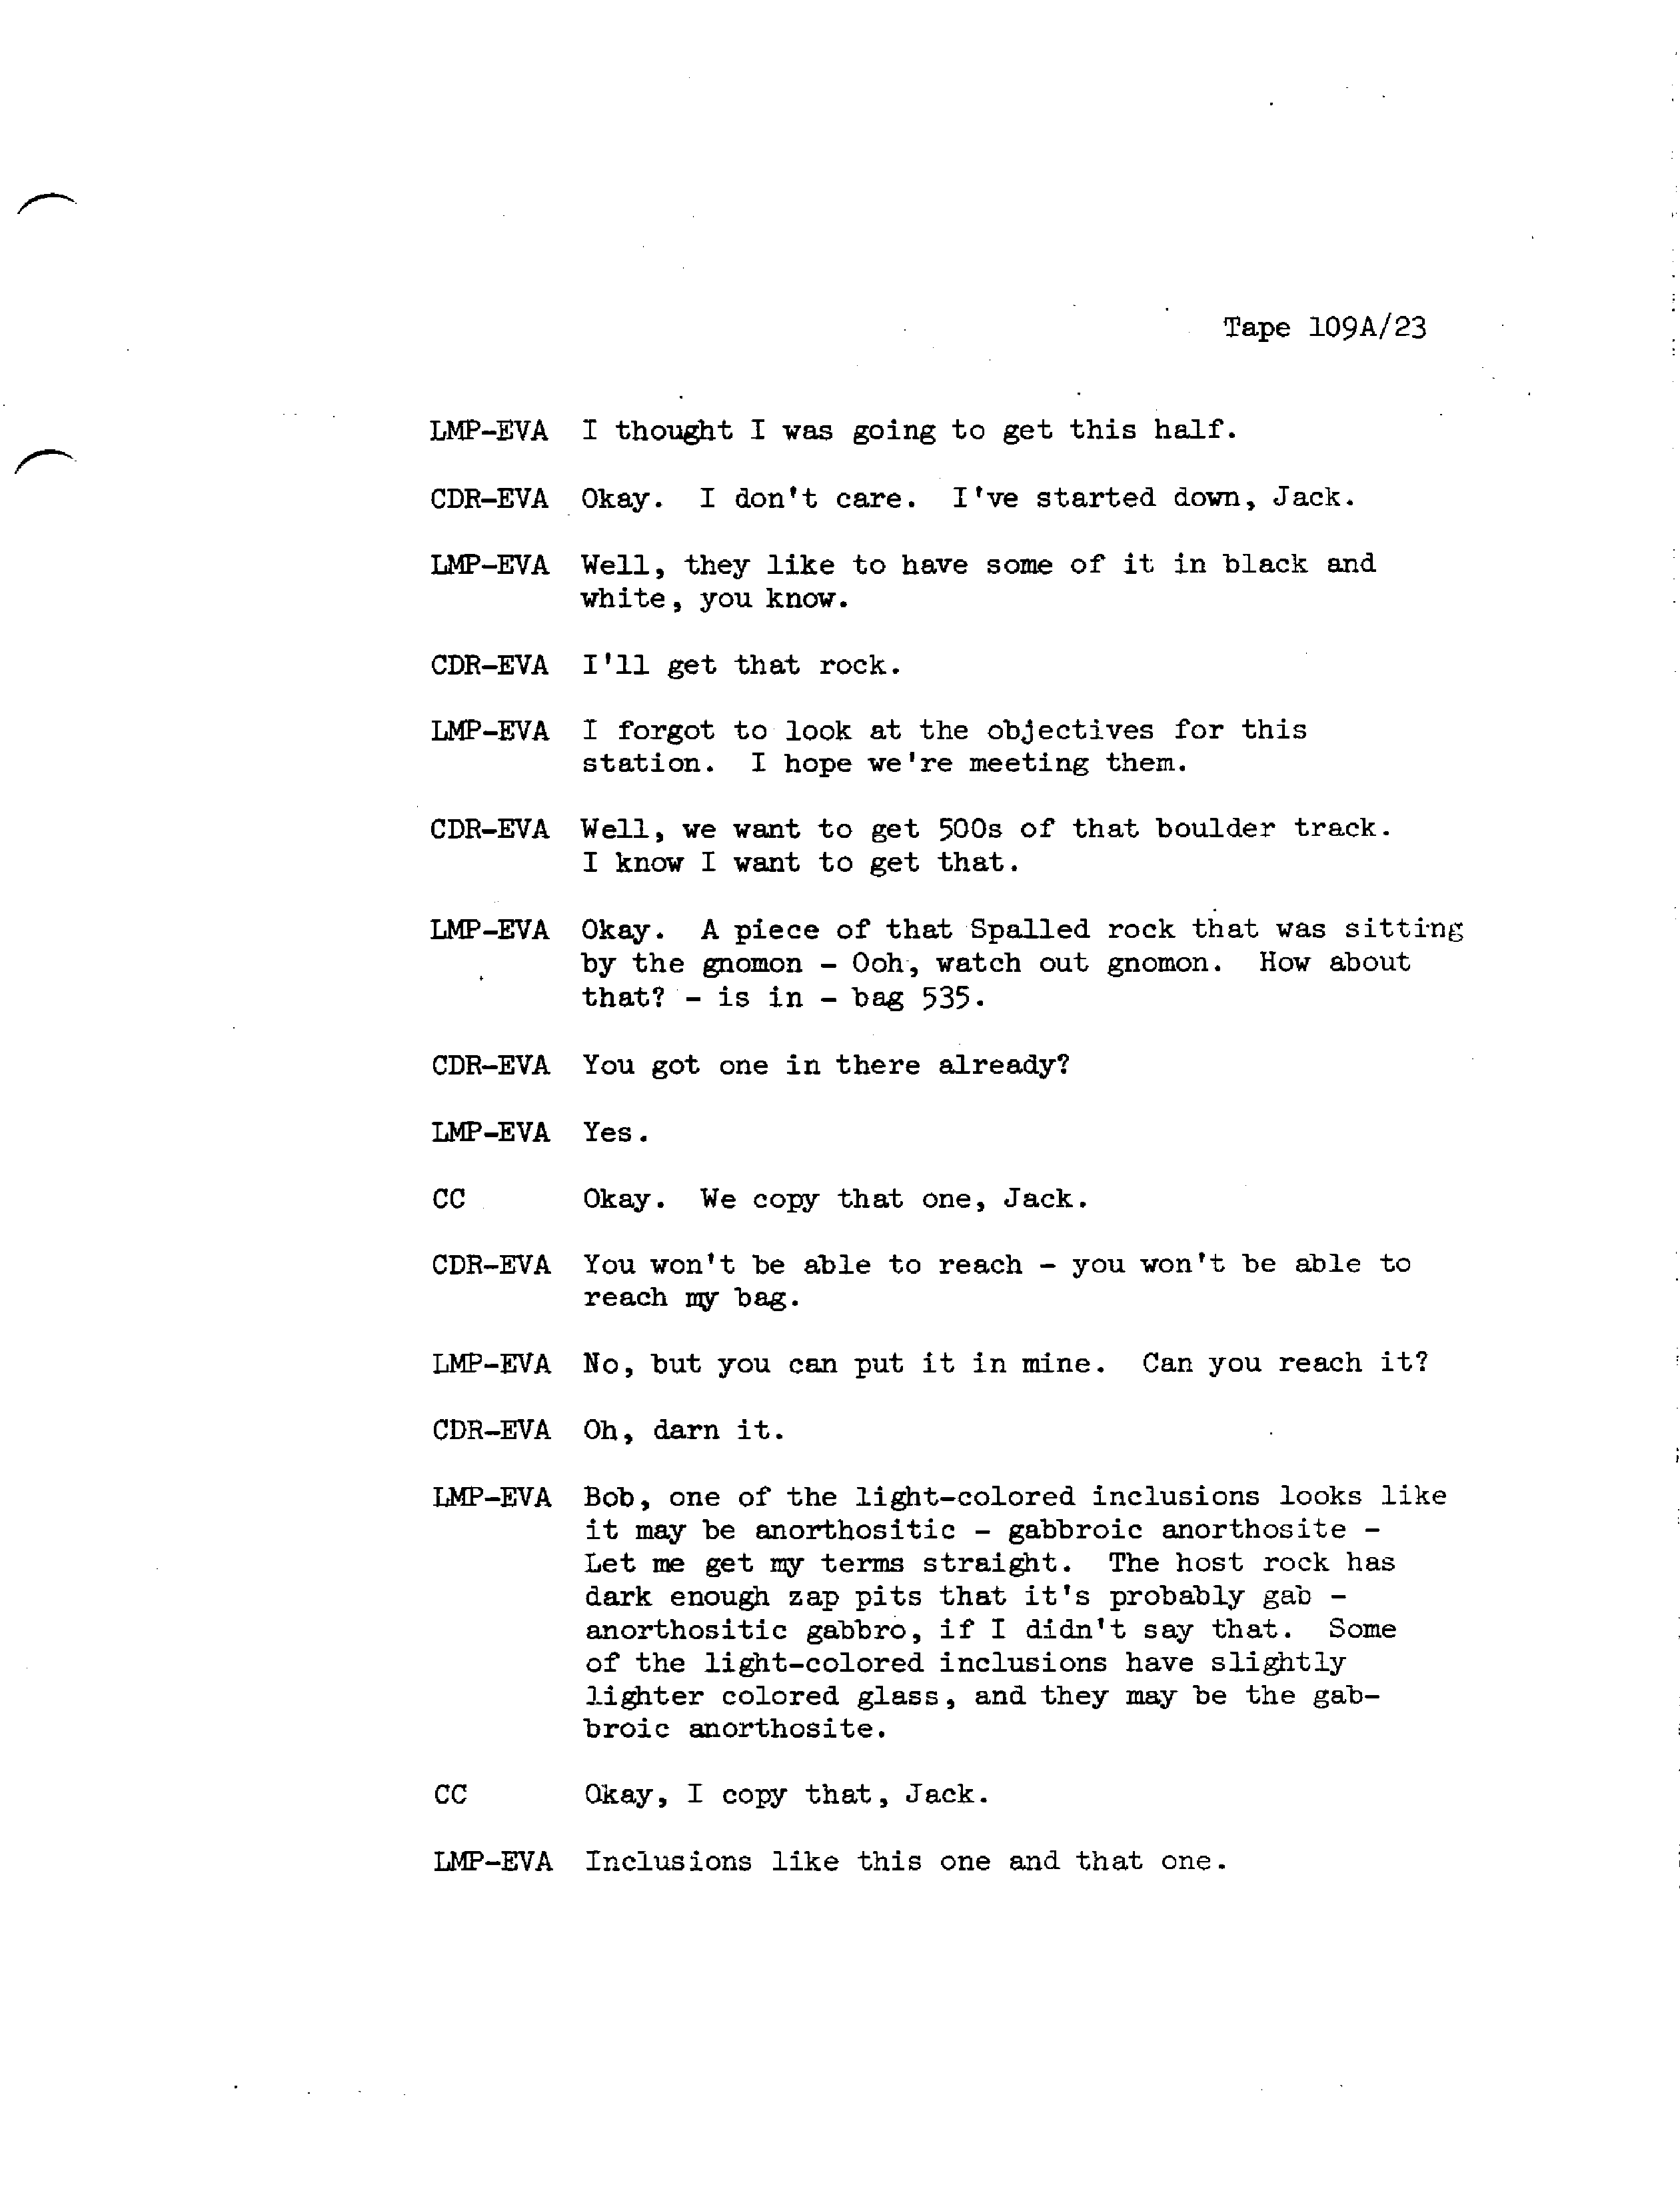 Tape 109A/23
LMP-EVA I thought I was going to get this half.
CDR-EVA Okay. I don't care. I've started down, Jack.
LMP-EVA Well, they like to have some of it in black and
white, you know.
CDR-EVA I'll get that rock.
LMP-EVA I forgot to look at the objectives for this
station. I hope we're meeting them.
CDR-EVA Well, we want to get 500s of that boulder track.
I know I want to get that.
LMP-EVA Okay. A piece of that Spalled rock that was sitting
by the gnomon - Ooh, watch out gnomon. How about
that? - is in - bag 535.
CDR-EVA You got one in there already?
LMP-EVA Yes.
CC Okay. We copy that one, Jack.
CDR-EVA You won't be able to reach - you won't be able to
reach my bag.
LMP-EVA No, but you can put it in mine. Can you reach it?
CDR-EVA Oh, darn it.
LMP-EVA Bob, one of the light-colored inclusions looks like
it may be anorthositic - gabbroic anorthosite -
Let me get my terms straight. The host rock has
dark enough zap pits that it's probably gab -
anorthositic gabbro, if I didn't say that. Some
of the light-colored inclusions have slightly
lighter colored glass, and they may be the gab-
broic anorthosite.
CC Okay, I copy that, Jack.
LMP-EVA Inclusions like this one and that one.